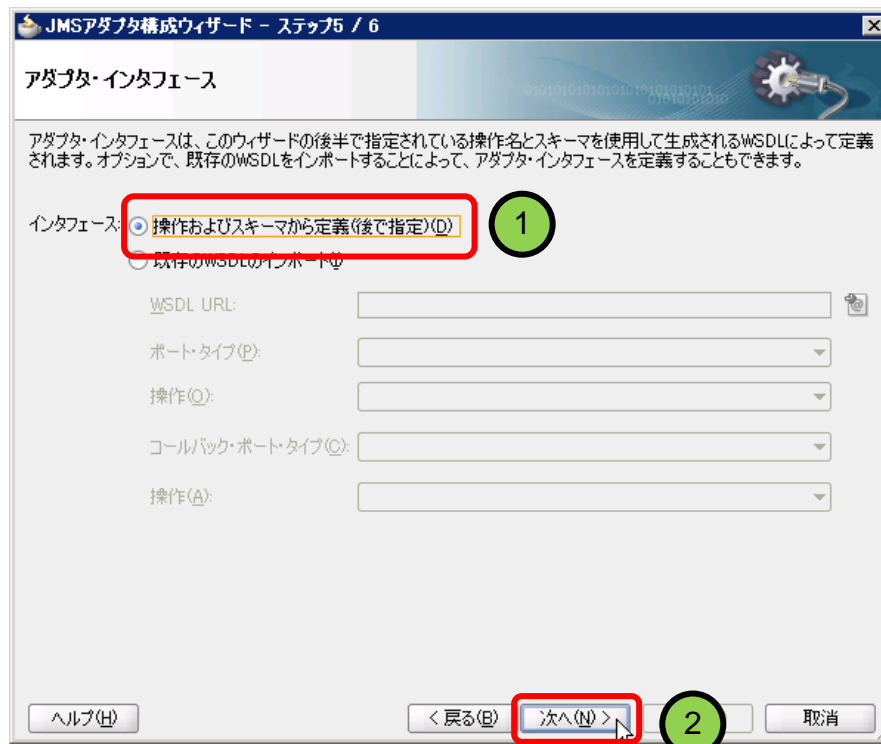 JMSアダプタ構成ウィザード - ステップ5 / 6
アダプタ・インタフェース
0101010101010101010101010101
01010101010
アダプタ・インタフェースは、このウィザードの後半で指定されている操作名とスキーマを使用して生成されるWSDLによって定義
されます。オプションで、既存のWSDLをインポートすることによって、アダプタ・インタフェースを定義することもできます。
インタフェース: 操作およびスキーマから定義(後で指定)(D)
1
既存のWSDLのインポート(I)
WSDL URL:
ポート・タイプ(P):
操作(O):
コールバック・ポート・タイプ(C):
操作(A):
ヘルプ(H)
< 戻る(B)
次へ(N) >
2
取消